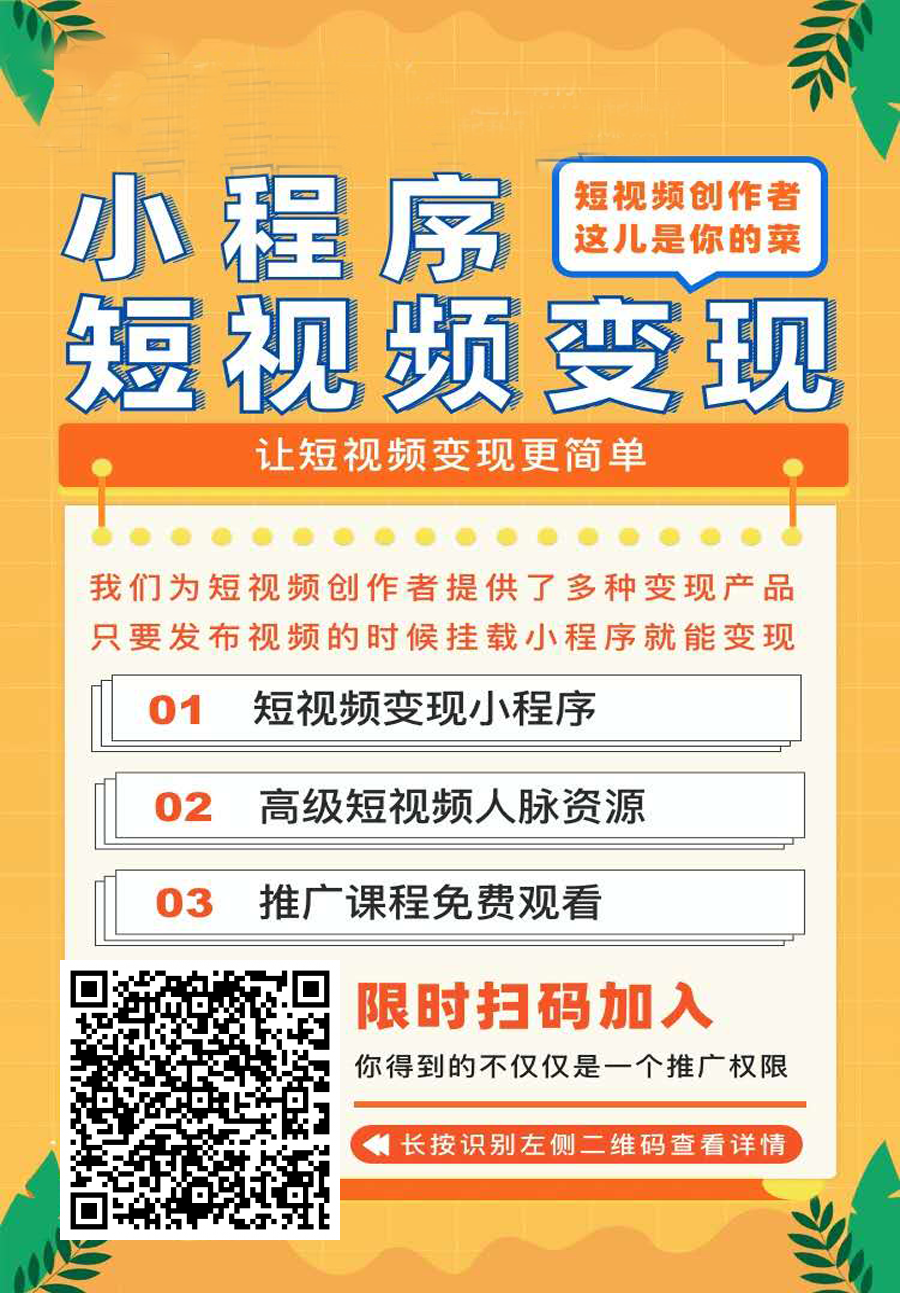 小程序
短视频创作者
这儿是你的菜
短视频变现
让短视频变现更简单
我们为短视频创作者提供了多种变现产品
只要发布视频的时候挂载小程序就能变现
01 短视频变现小程序
02 高级短视频人脉资源
03 推广课程免费观看
限时扫码加入
你得到的不仅仅是一个推广权限
长按识别左侧二维码查看详情